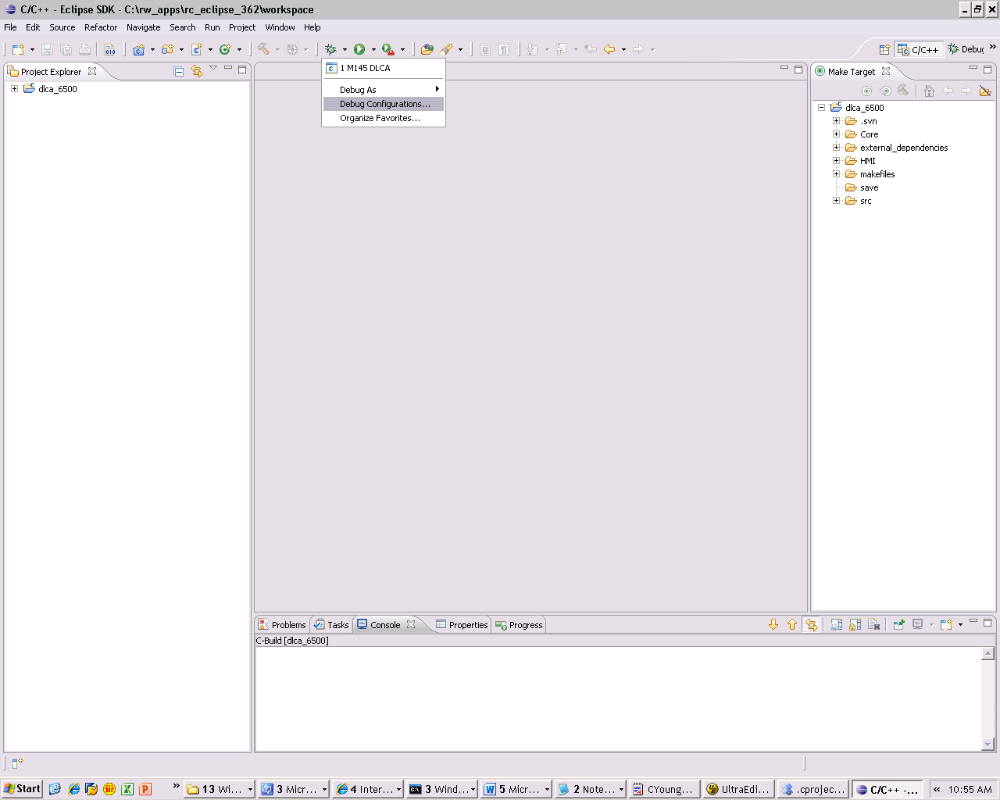 C/C++ - Eclipse SDK - C:\rw_apps\rc_eclipse_362\workspace
File Edit Source Refactor Navigate Search Run Project Window Help
010
C/C++
Debug
Project Explorer
dlca_6500
1 M145 DLCA
Debug As
Debug Configurations...
Organize Favorites...
Make Target
dlca_6500
.svn
Core
external_dependencies
HMI
makefiles
save
src
Problems Tasks Console Properties Progress
C-Build [dlca_6500]
Start
13 Wi...
3 Micr...
4 Inter...
3 Wind...
5 Micr...
2 Note...
CYoung...
UltraEdi...
.cprojec...
C/C++ -...
10:55 AM